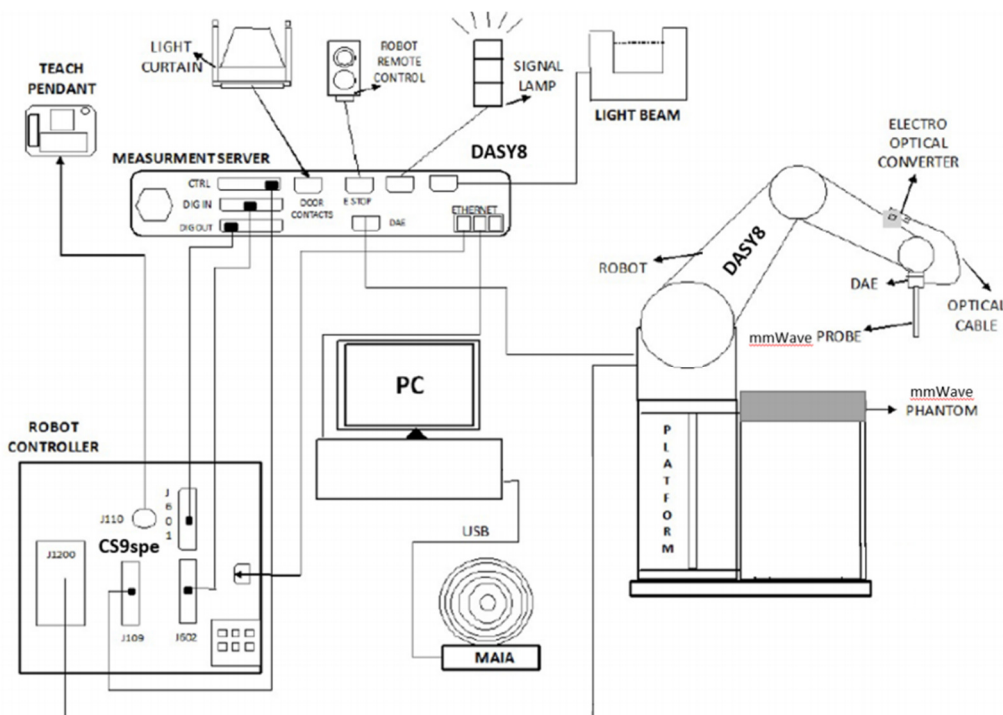 LIGHT
CURTAIN
ROBOT
REMOTE
CONTROL
SIGNAL
LAMP
LIGHT BEAM
TEACH
PENDANT
MEASURMENT SERVER
DASY8
CTRL
DIG IN
DIG OUT
DOOR
CONTACTS
E STOP
DAE
ETHERNET
ELECTRO
OPTICAL
CONVERTER
ROBOT
DASY8
DAE
OPTICAL
CABLE
mmWave PROBE
mmWave
PHANTOM
PLATFORM
PC
USB
MAIA
ROBOT
CONTROLLER
J110
J601
CS9spe
J1200
J109
J602